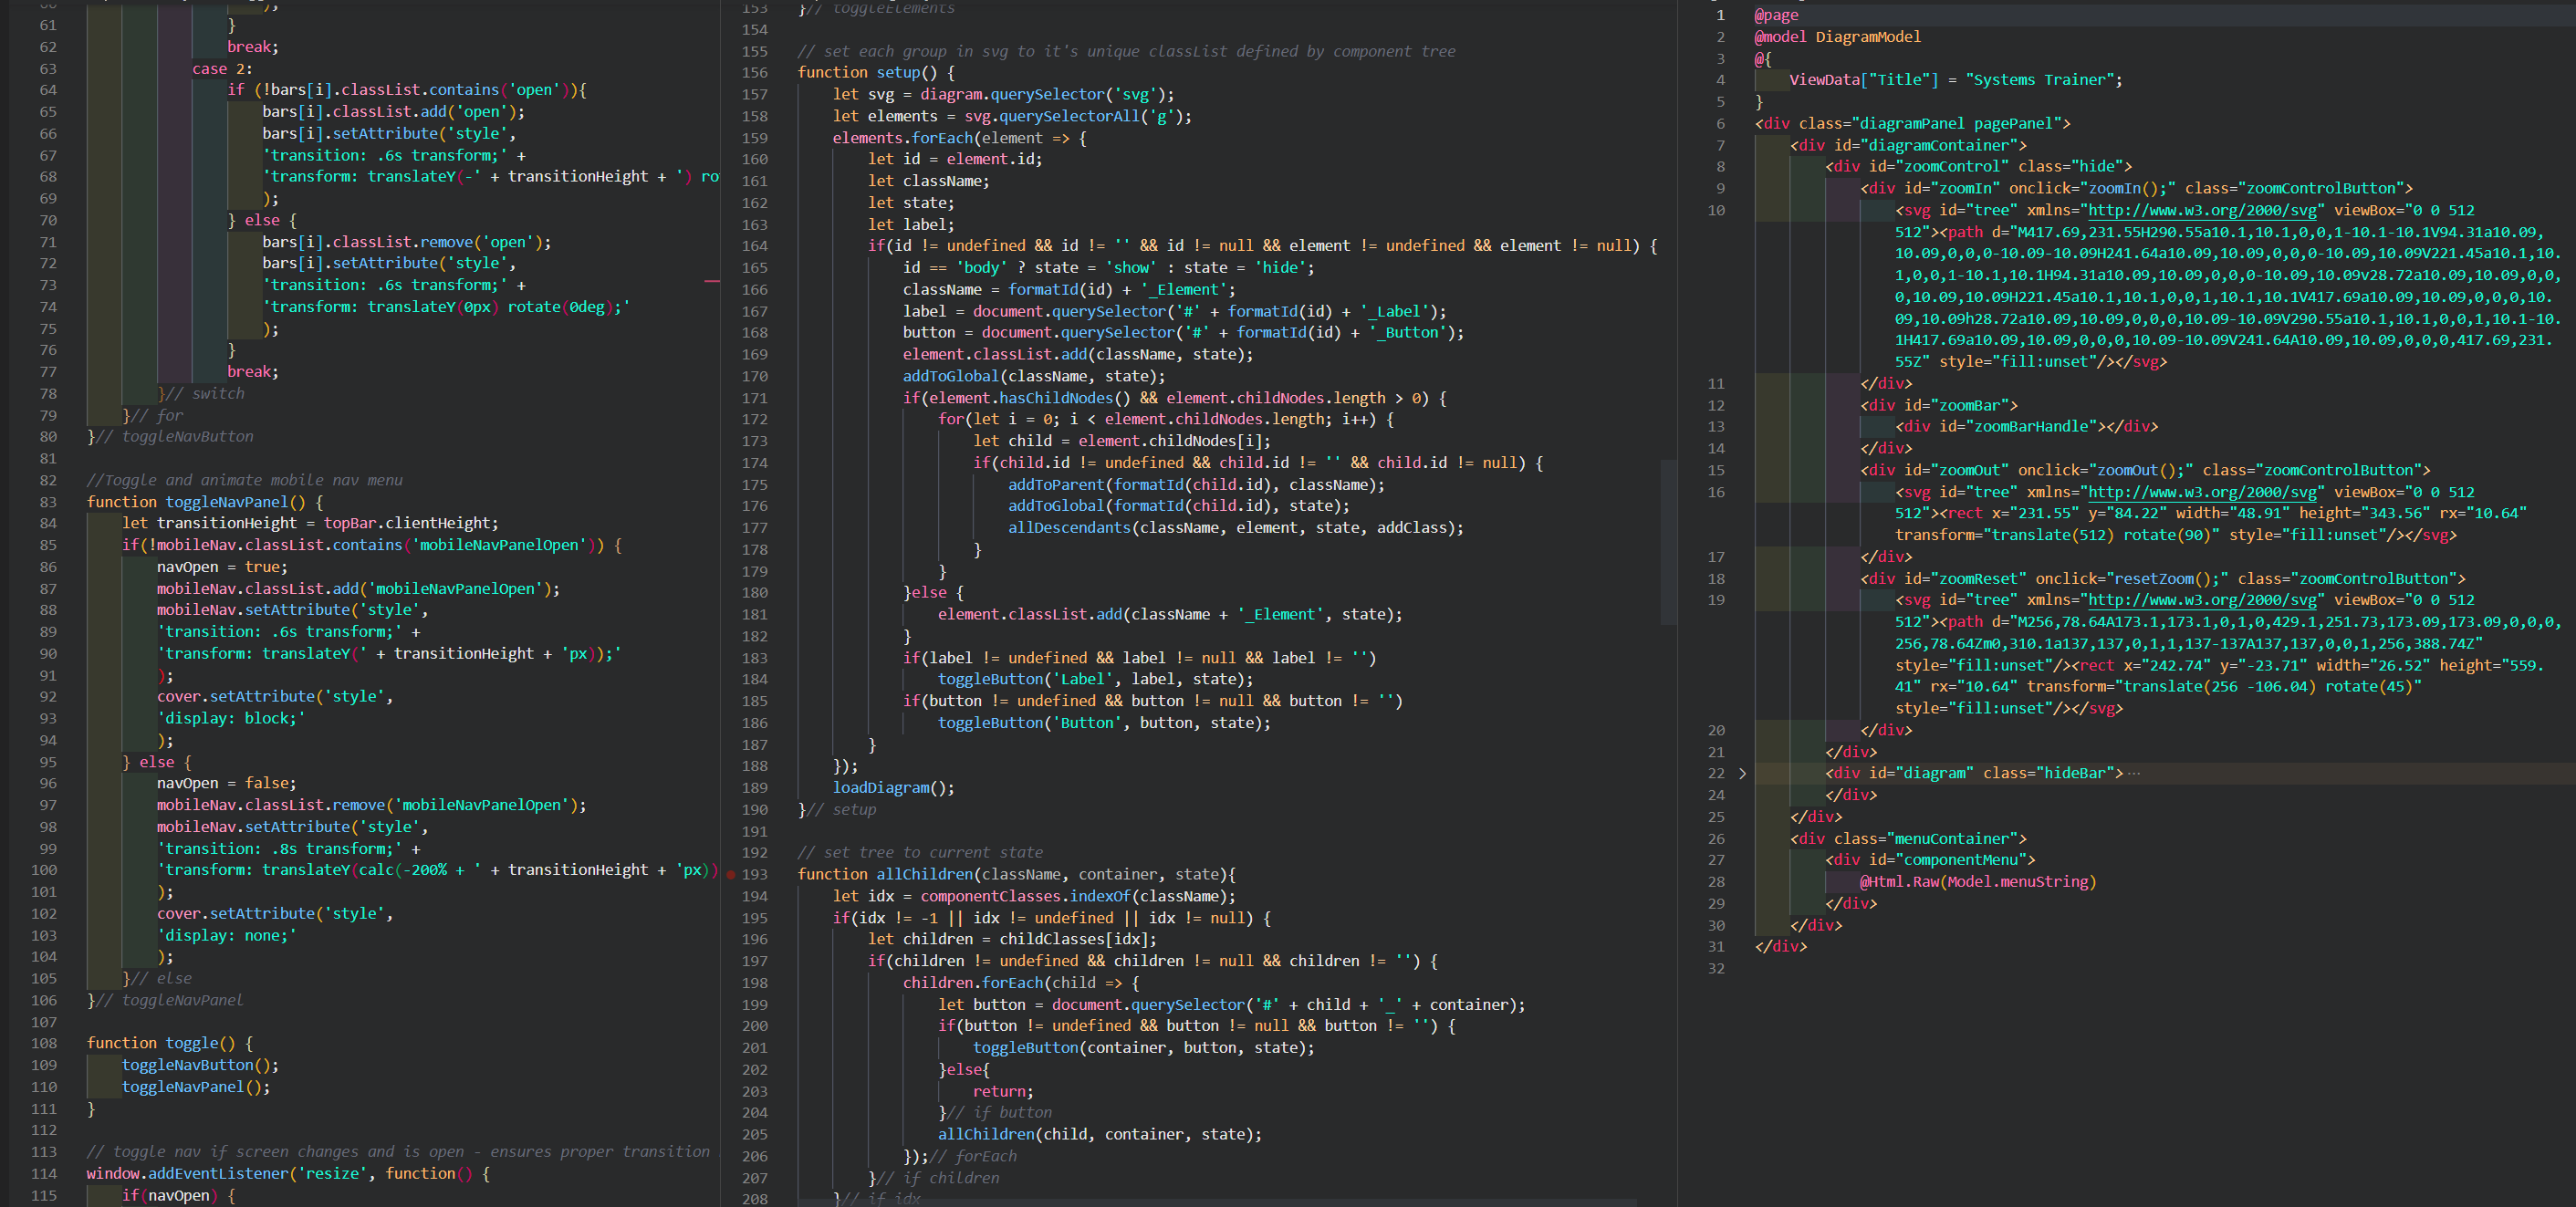 60 );
61 }
62 break;
63 case 2:
64 if (!bars[i].classList.contains('open')){
65 bars[i].classList.add('open');
66 bars[i].setAttribute('style',
67 'transition: .6s transform;' +
68 'transform: translateY(-' + transitionHeight + ') ro
69 );
70 } else {
71 bars[i].classList.remove('open');
72 bars[i].setAttribute('style',
73 'transition: .6s transform;' +
74 'transform: translateY(0px) rotate(0deg);'
75 );
76 }
77 break;
78 }// switch
79 }// for
80 }// toggleNavButton
81
82 //Toggle and animate mobile nav menu
83 function toggleNavPanel() {
84 let transitionHeight = topBar.clientHeight;
85 if(!mobileNav.classList.contains('mobileNavPanelOpen')) {
86 navOpen = true;
87 mobileNav.classList.add('mobileNavPanelOpen');
88 mobileNav.setAttribute('style',
89 'transition: .6s transform;' +
90 'transform: translateY(' + transitionHeight + 'px));'
91 );
92 cover.setAttribute('style',
93 'display: block;'
94 );
95 } else {
96 navOpen = false;
97 mobileNav.classList.remove('mobileNavPanelOpen');
98 mobileNav.setAttribute('style',
99 'transition: .8s transform;' +
100 'transform: translateY(calc(-200% + ' + transitionHeight + 'px))
101 );
102 cover.setAttribute('style',
103 'display: none;'
104 );
105 }// else
106 }// toggleNavPanel
107
108 function toggle() {
109 toggleNavButton();
110 toggleNavPanel();
111 }
112
113 // toggle nav if screen changes and is open - ensures proper transition
114 window.addEventListener('resize', function() {
115 if(navOpen) {
153 }// toggleElements
154
155 // set each group in svg to it's unique classList defined by component tree
156 function setup() {
157 let svg = diagram.querySelector('svg');
158 let elements = svg.querySelectorAll('g');
159 elements.forEach(element => {
160 let id = element.id;
161 let className;
162 let state;
163 let label;
164 if(id != undefined && id != '' && id != null && element != undefined && element != null) {
165 id == 'body' ? state = 'show' : state = 'hide';
166 className = formatId(id) + '_Element';
167 label = document.querySelector('#' + formatId(id) + '_Label');
168 button = document.querySelector('#' + formatId(id) + '_Button');
169 element.classList.add(className, state);
170 addToGlobal(className, state);
171 if(element.hasChildNodes() && element.childNodes.length > 0) {
172 for(let i = 0; i < element.childNodes.length; i++) {
173 let child = element.childNodes[i];
174 if(child.id != undefined && child.id != '' && child.id != null) {
175 addToParent(formatId(child.id), className);
176 addToGlobal(formatId(child.id), state);
177 allDescendants(className, element, state, addClass);
178 }
179 }
180 }else {
181 element.classList.add(className + '_Element', state);
182 }
183 if(label != undefined && label != null && label != '')
184 toggleButton('Label', label, state);
185 if(button != undefined && button != null && button != '')
186 toggleButton('Button', button, state);
187 }
188 });
189 loadDiagram();
190 }// setup
191
192 // set tree to current state
193 function allChildren(className, container, state){
194 let idx = componentClasses.indexOf(className);
195 if(idx != -1 || idx != undefined || idx != null) {
196 let children = childClasses[idx];
197 if(children != undefined && children != null && children != '') {
198 children.forEach(child => {
199 let button = document.querySelector('#' + child + '_' + container);
200 if(button != undefined && button != null && button != '') {
201 toggleButton(container, button, state);
202 }else{
203 return;
204 }// if button
205 allChildren(child, container, state);
206 });// forEach
207 }// if children
208 }// if idx
1 @page
2 @model DiagramModel
3 @{
4 ViewData["Title"] = "Systems Trainer";
5 }
6 <div class="diagramPanel pagePanel">
7 <div id="diagramContainer">
8 <div id="zoomControl" class="hide">
9 <div id="zoomIn" onclick="zoomIn();" class="zoomControlButton">
10 <svg id="tree" xmlns="http://www.w3.org/2000/svg" viewBox="0 0 512
512"><path d="M417.69,231.55H290.55a10.1,10.1,0,0,1-10.1-10.1V94.31a10.09,
10.09,0,0,0-10.09-10.09H241.64a10.09,10.09,0,0,0-10.09,10.09V221.45a10.1,10.
1,0,0,1-10.1,10.1H94.31a10.09,10.09,0,0,0-10.09,10.09v28.72a10.09,10.09,0,0,
0,10.09,10.09H221.45a10.1,10.1,0,0,1,10.1,10.1V417.69a10.09,10.09,0,0,0,10.
09,10.09h28.72a10.09,10.09,0,0,0,10.09-10.09V290.55a10.1,10.1,0,0,1,10.1-10.
1H417.69a10.09,10.09,0,0,0,10.09-10.09V241.64A10.09,10.09,0,0,0,417.69,231.
55Z" style="fill:unset"/></svg>
11 </div>
12 <div id="zoomBar">
13 <div id="zoomBarHandle"></div>
14 </div>
15 <div id="zoomOut" onclick="zoomOut();" class="zoomControlButton">
16 <svg id="tree" xmlns="http://www.w3.org/2000/svg" viewBox="0 0 512
512"><rect x="231.55" y="84.22" width="48.91" height="343.56" rx="10.64"
transform="translate(512) rotate(90)" style="fill:unset"/></svg>
17 </div>
18 <div id="zoomReset" onclick="resetZoom();" class="zoomControlButton">
19 <svg id="tree" xmlns="http://www.w3.org/2000/svg" viewBox="0 0 512
512"><path d="M256,78.64A173.1,173.1,0,1,0,429.1,251.73,173.09,173.09,0,0,0,
256,78.64Zm0,310.1a137,137,0,1,1,137-137A137,137,0,0,1,256,388.74Z"
style="fill:unset"/><rect x="242.74" y="-23.71" width="26.52" height="559.
41" rx="10.64" transform="translate(256 -106.04) rotate(45)"
style="fill:unset"/></svg>
20 </div>
21 </div>
22 <div id="diagram" class="hideBar">···
24 </div>
25 </div>
26 <div class="menuContainer">
27 <div id="componentMenu">
28 @Html.Raw(Model.menuString)
29 </div>
30 </div>
31 </div>
32